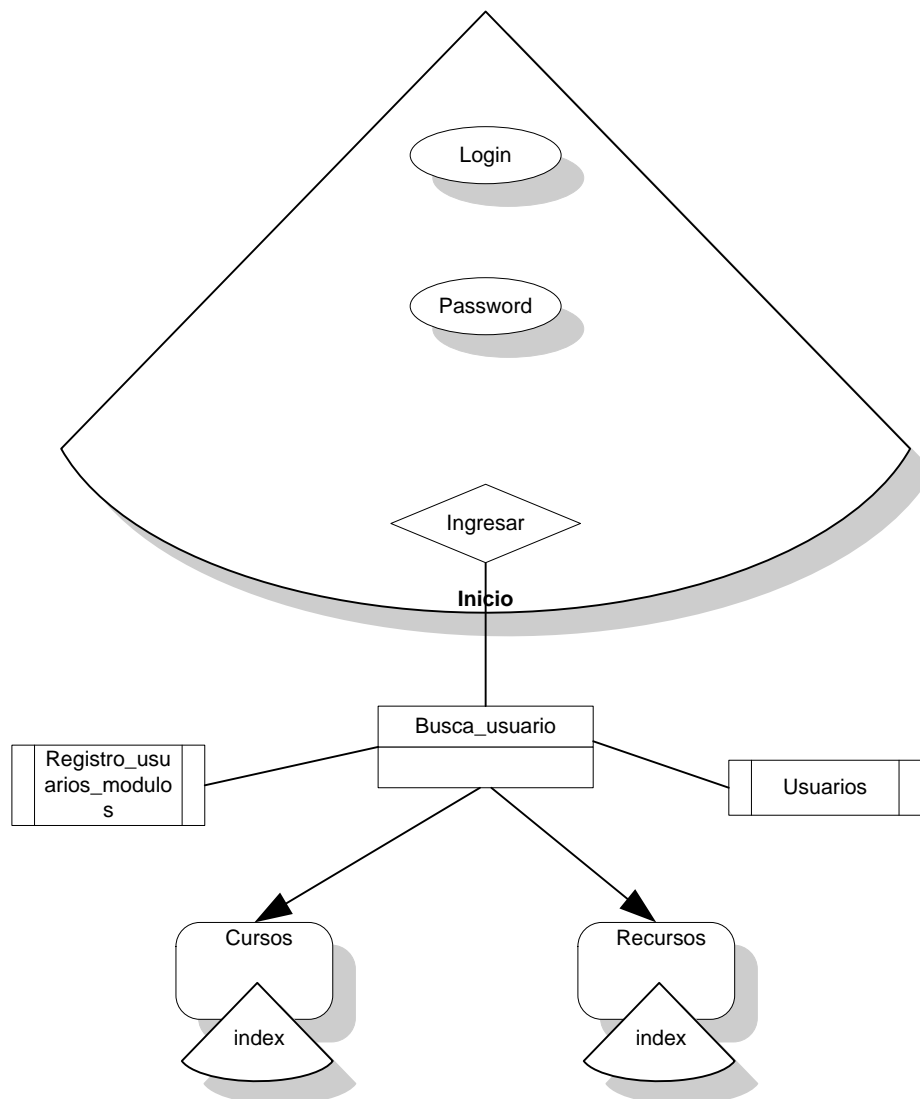 Login
Password
Ingresar
Inicio
Busca_usuario
Registro_usu
arios_modulo
s
Usuarios
Cursos
Recursos
index
index